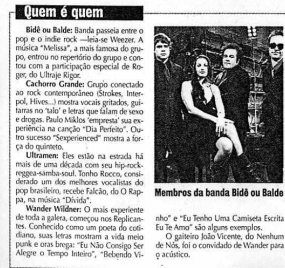 Quem é quem
Bidê ou Balde: Banda passeia entre o
pop e o indie rock —leia-se Weezer. A
música "Melissa", a mais famosa do gru-
po, entrou no repertório do grupo e con-
tou com a participação especial de Ro-
ger, do Ultraje Rigor.
Cachorro Grande: Grupo conectado
ao rock contemporâneo (Strokes, Inter-
pol, Hives...) mostra vocais gritados, gui-
tarras no 'talo' e letras que falam de sexo
e drogas. Paulo Miklos 'empresta' sua ex-
periência na canção "Dia Perfeito". Ou-
tro sucesso "Sexperienced" mostra a for-
ça do quinteto.
Ultramen: Eles estão na estrada há
mais de uma década com seu hip-rock-
reggea-samba-soul. Tonho Rocco, consi-
derado um dos melhores vocalistas do
pop brasileiro, recebe Falcão, do O Rap-
pa, na música "Dívida".
Wander Wildner: O mais experiente
de toda a galera, começou nos Replican-
tes. Conhecido como um poeta do coti-
diano, suas letras mostram a vida meio
punk e oras brega: "Eu Não Consigo Ser
Alegre o Tempo Inteiro", "Bebendo Vi-
Membros da banda Bidê ou Balde
nho" e "Eu Tenho Uma Camiseta Escrita
Eu Te Amo" são alguns exemplos.
O gaiteiro João Vicente, do Nenhum
de Nós, foi o convidado de Wander para
o acústico.